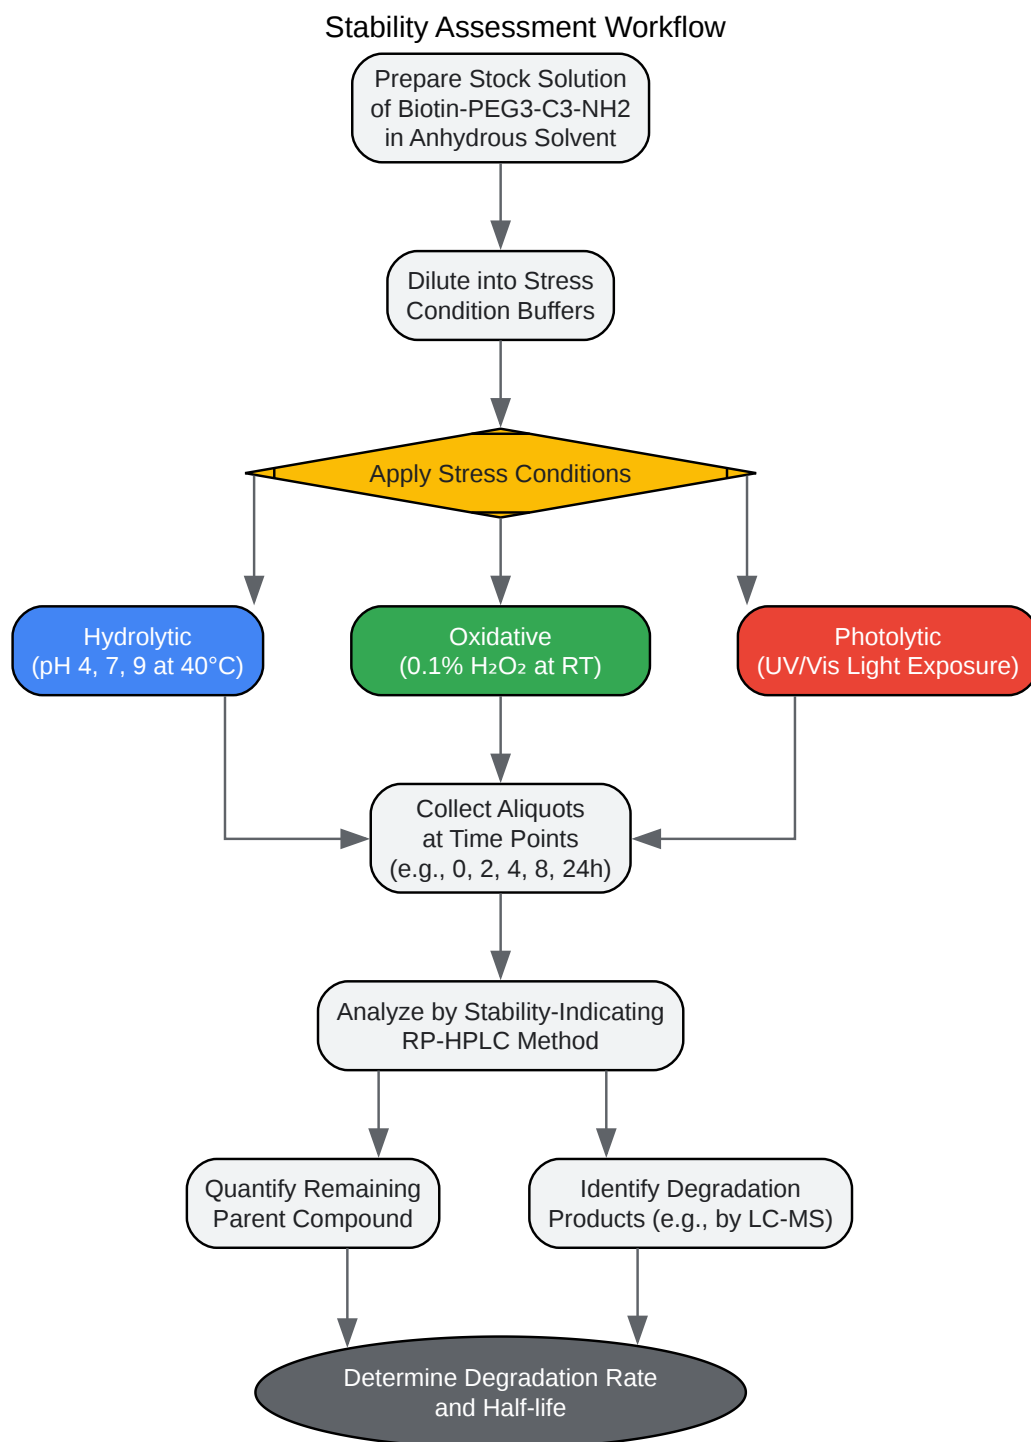 Stability Assessment Workflow
Prepare Stock Solution
of Biotin-PEG3-C3-NH2
in Anhydrous Solvent
Dilute into Stress
Condition Buffers
Apply Stress Conditions
Hydrolytic
(pH 4, 7, 9 at 40°C)
Oxidative
(0.1% H₂O₂ at RT)
Photolytic
(UV/Vis Light Exposure)
Collect Aliquots
at Time Points
(e.g., 0, 2, 4, 8, 24h)
Analyze by Stability-Indicating
RP-HPLC Method
Quantify Remaining
Parent Compound
Identify Degradation
Products (e.g., by LC-MS)
Determine Degradation Rate
and Half-life